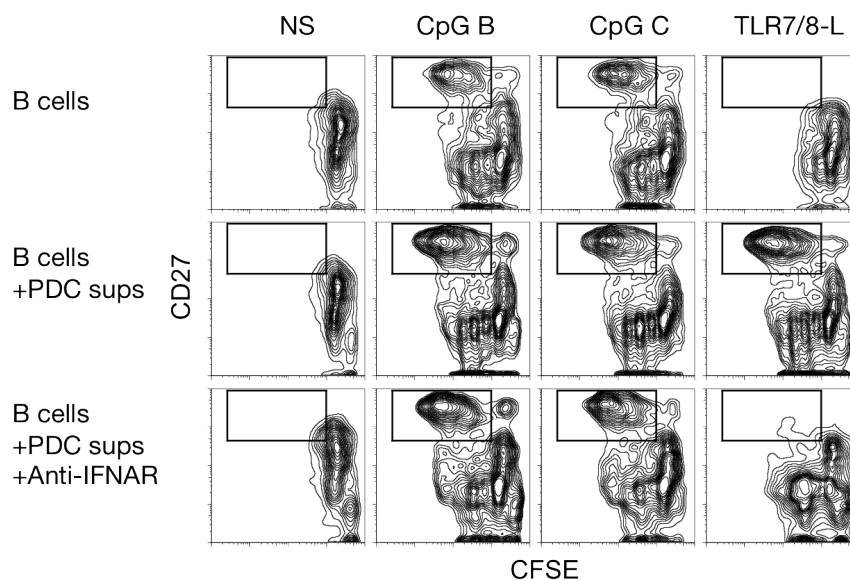 NS CpG B CpG C TLR7/8-L
B cells
B cells
+PDC sups
CD27
B cells
+PDC sups
+Anti-IFNAR
CFSE